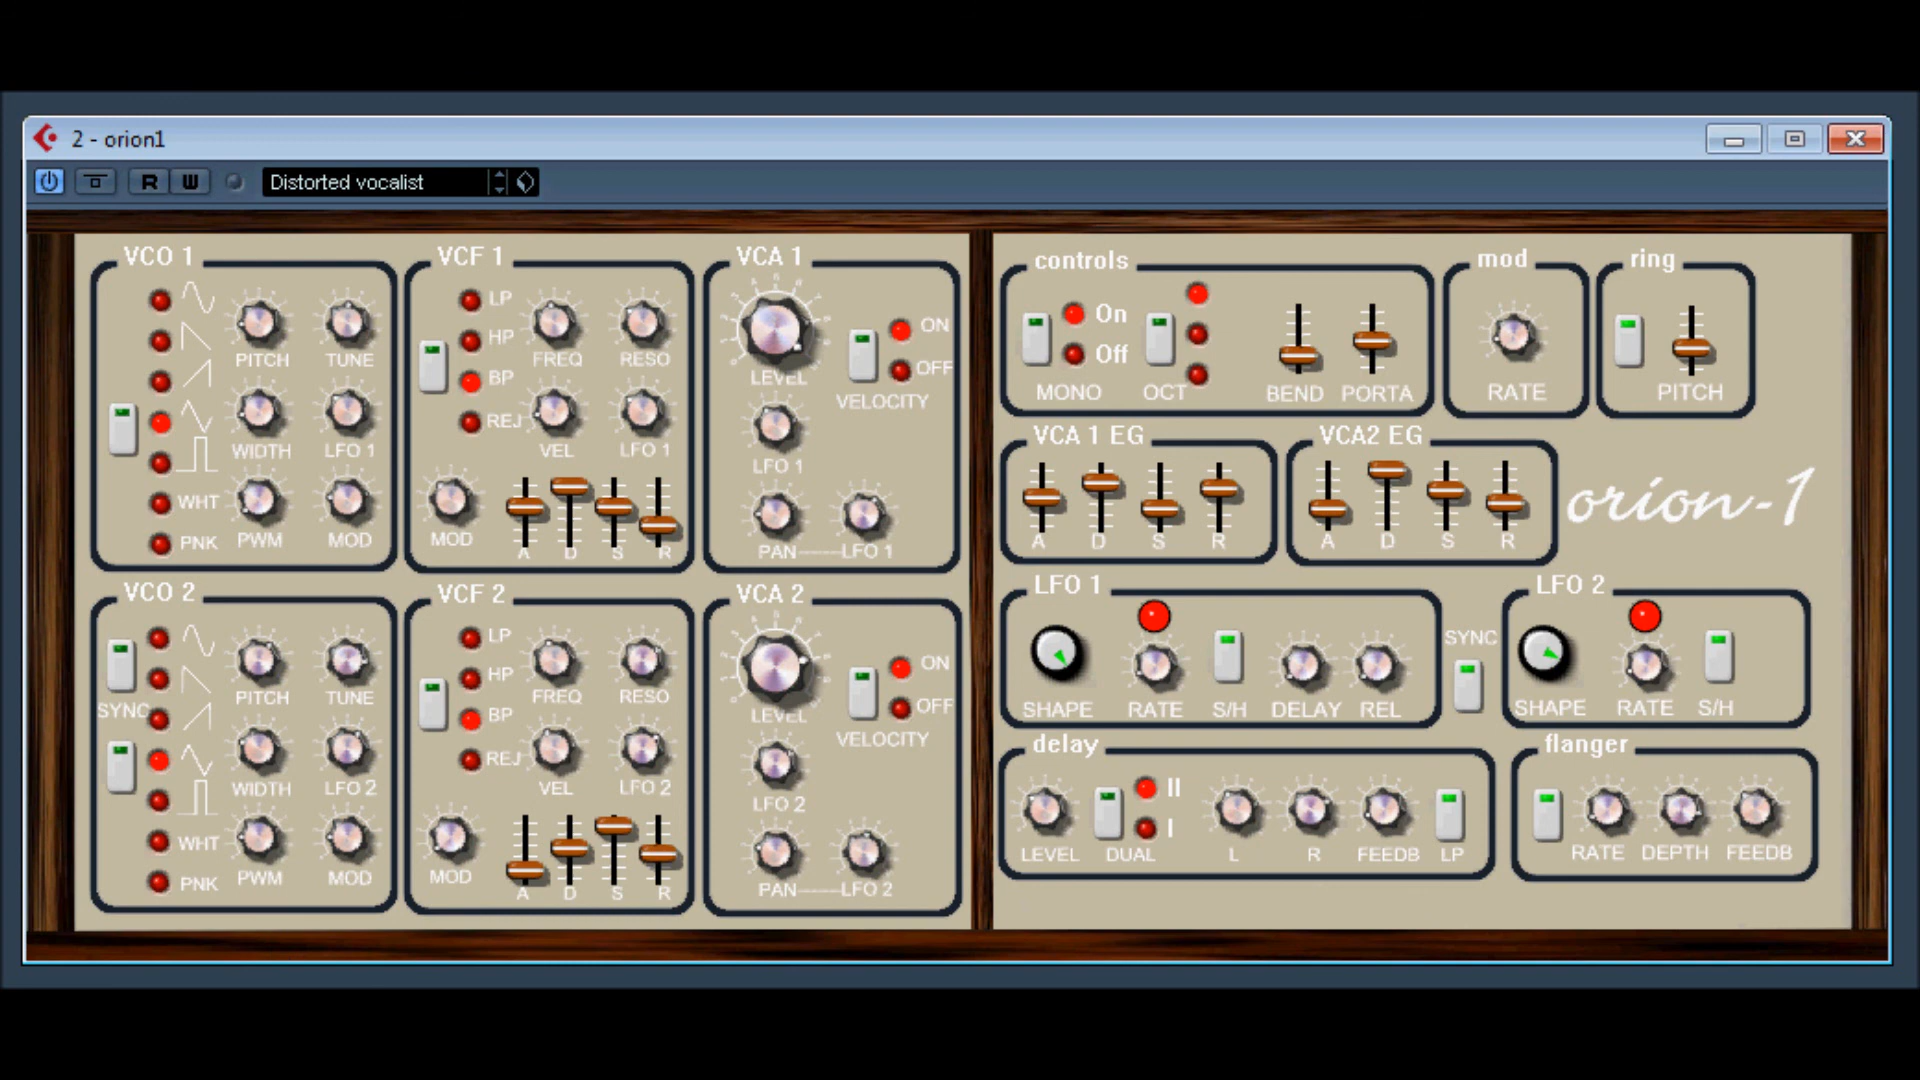 2 - orion1
R W Distorted vocalist
VCO 1
PITCH TUNE
WIDTH LFO 1
WHT
PNK
PWM MOD
VCF 1
LP
HP
BP
REJ
FREQ RESO
VEL LFO 1
MOD
A D S R
VCA 1
LEVEL
ON
OFF
VELOCITY
LFO 1
PAN LFO 1
VCO 2
SYNC
PITCH TUNE
WIDTH LFO 2
WHT
PNK
PWM MOD
VCF 2
LP
HP
BP
REJ
FREQ RESO
VEL LFO 2
MOD
A D S R
VCA 2
LEVEL
ON
OFF
VELOCITY
LFO 2
PAN LFO 2
controls
On
Off
MONO OCT BEND PORTA
mod
RATE
ring
PITCH
VCA 1 EG
A D S R
VCA2 EG
A D S R
orion-1
LFO 1
SHAPE RATE S/H DELAY REL
SYNC
LFO 2
SHAPE RATE S/H
delay
II
I
LEVEL DUAL L R FEEDB LP
flanger
RATE DEPTH FEEDB